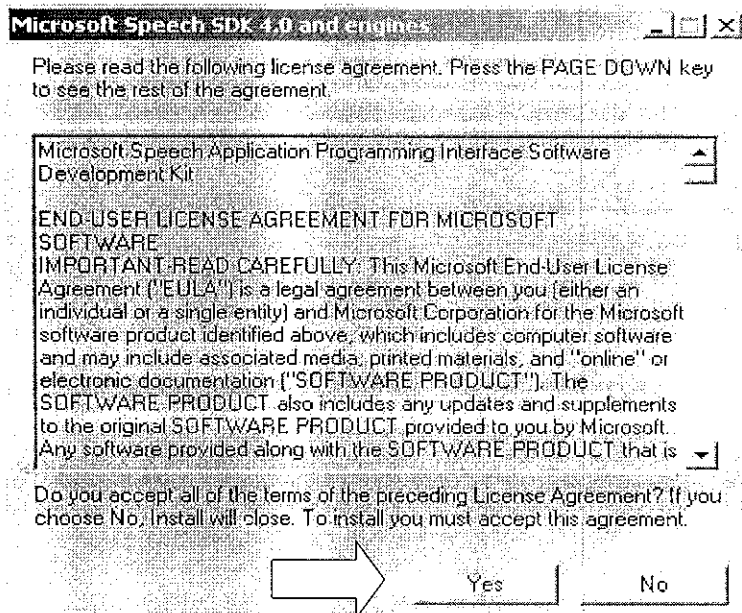 Microsoft Speech SDK 4.0 and engines
Please read the following license agreement. Press the PAGE DOWN key
to see the rest of the agreement.
Microsoft Speech Application Programming Interface Software
Development Kit
END-USER LICENSE AGREEMENT FOR MICROSOFT
SOFTWARE
IMPORTANT-READ CAREFULLY: This Microsoft End-User License
Agreement ("EULA") is a legal agreement between you (either an
individual or a single entity) and Microsoft Corporation for the Microsoft
software product identified above, which includes computer software
and may include associated media, printed materials, and "online" or
electronic documentation ("SOFTWARE PRODUCT"). The
SOFTWARE PRODUCT also includes any updates and supplements
to the original SOFTWARE PRODUCT provided to you by Microsoft.
Any software provided along with the SOFTWARE PRODUCT that is
Do you accept all of the terms of the preceding License Agreement? If you
choose No, Install will close. To install you must accept this agreement.
Yes No